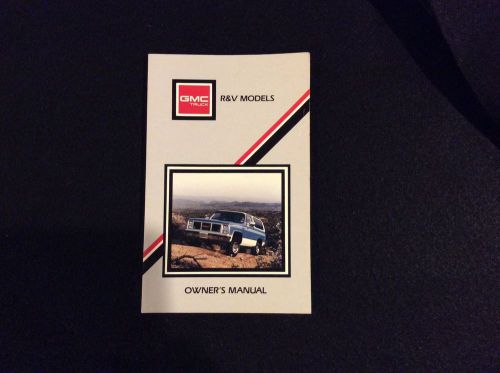 GMC
TRUCK
R&V MODELS
OWNER'S MANUAL